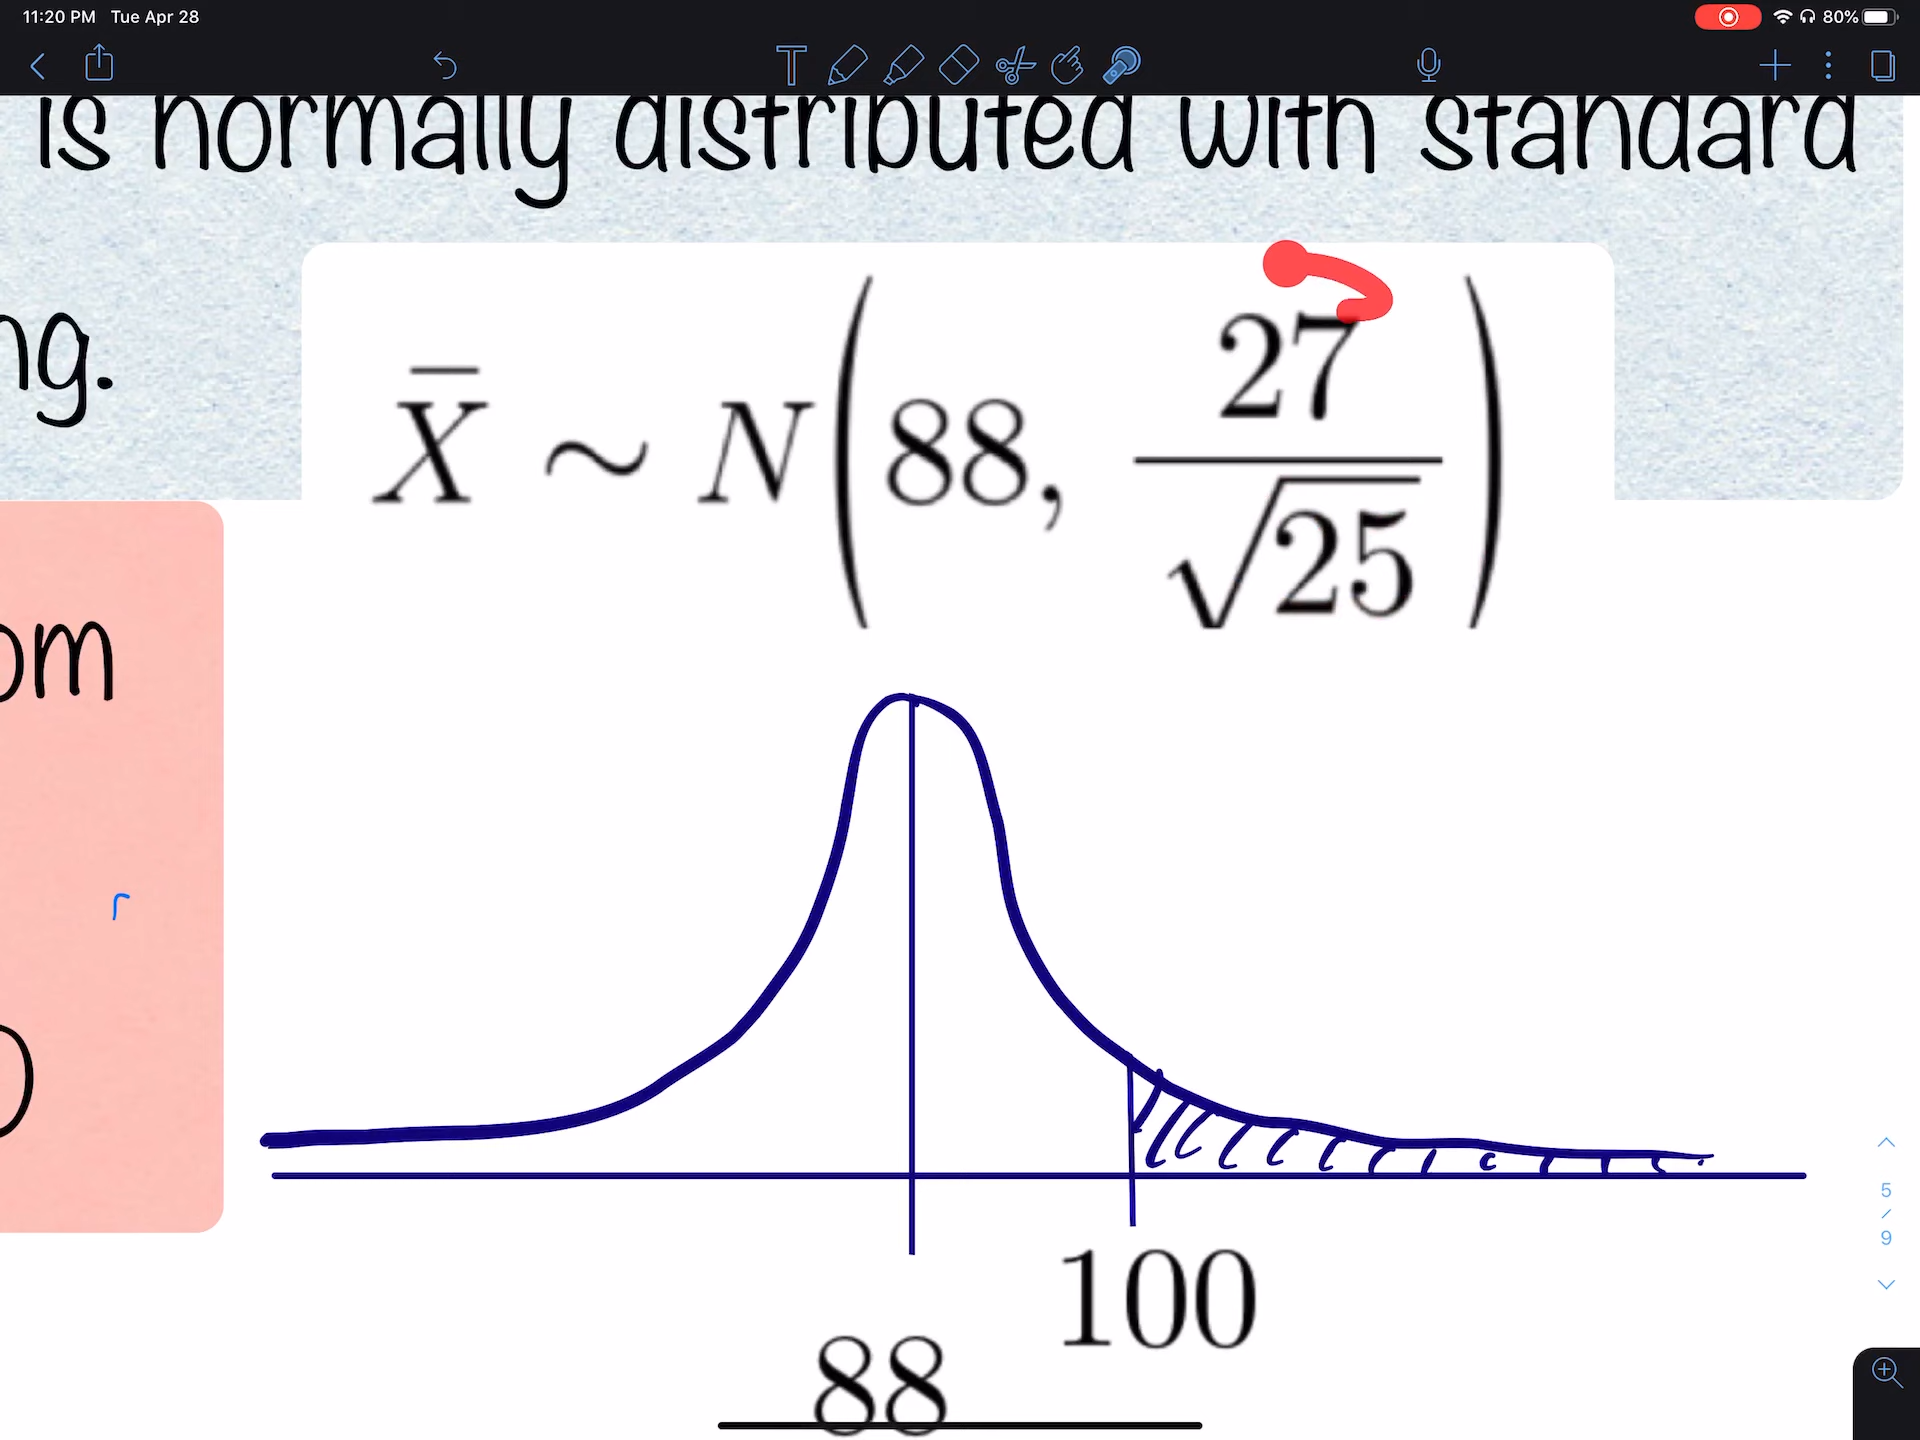 11:20 PM Tue Apr 28
80%
is normally distributed with standard
ng.
X̄ ~ N(88, 27/√25)
om
r
)
5
/
9
100
88